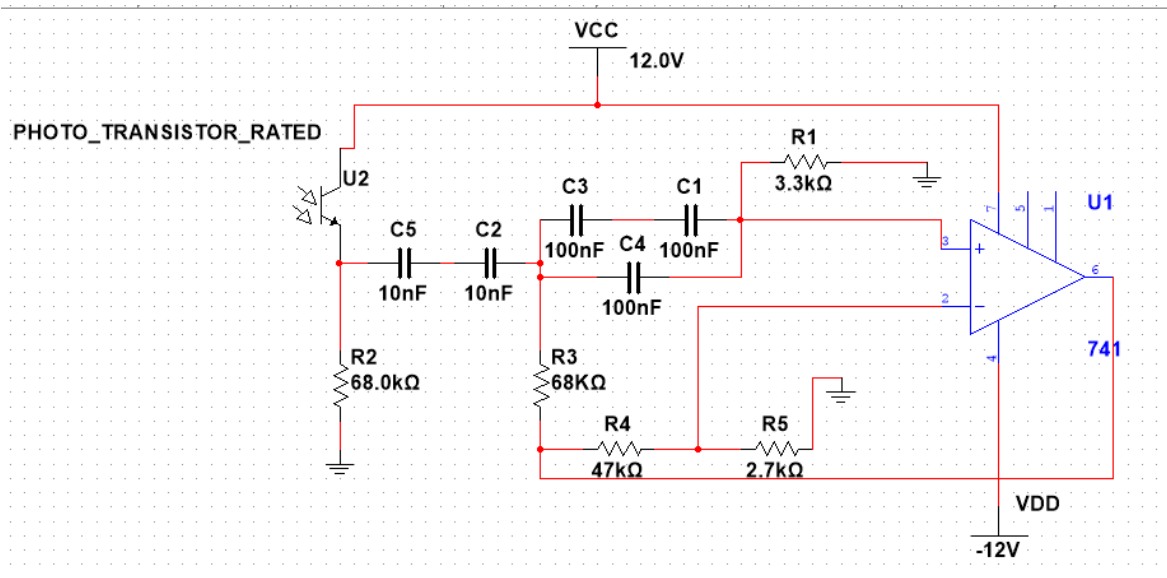 VCC
12.0V
PHOTO_TRANSISTOR_RATED
U2
R1
3.3kΩ
C3
100nF
C1
100nF
C5
10nF
C2
10nF
C4
100nF
U1
7
5
1
3
+
2
−
6
4
741
R2
68.0kΩ
R3
68KΩ
R4
47kΩ
R5
2.7kΩ
VDD
-12V